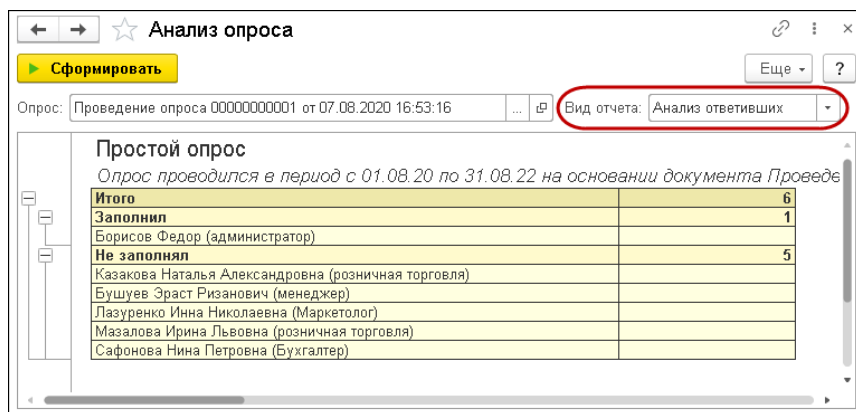 Анализ опроса
Сформировать
Еще
?
Опрос: Проведение опроса 00000000001 от 07.08.2020 16:53:16 ... Вид отчета: Анализ ответивших
Простой опрос
Опрос проводился в период с 01.08.20 по 31.08.22 на основании документа Проведе
Итого 6
Заполнил 1
Борисов Федор (администратор)
Не заполнял 5
Казакова Наталья Александровна (розничная торговля)
Бушуев Эраст Ризанович (менеджер)
Лазуренко Инна Николаевна (Маркетолог)
Мазалова Ирина Львовна (розничная торговля)
Сафонова Нина Петровна (Бухгалтер)